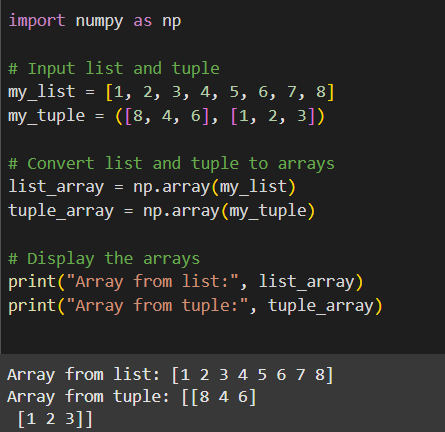 import numpy as np
# Input list and tuple
my_list = [1, 2, 3, 4, 5, 6, 7, 8]
my_tuple = ([8, 4, 6], [1, 2, 3])
# Convert list and tuple to arrays
list_array = np.array(my_list)
tuple_array = np.array(my_tuple)
# Display the arrays
print("Array from list:", list_array)
print("Array from tuple:", tuple_array)
Array from list: [1 2 3 4 5 6 7 8]
Array from tuple: [[8 4 6]
 [1 2 3]]